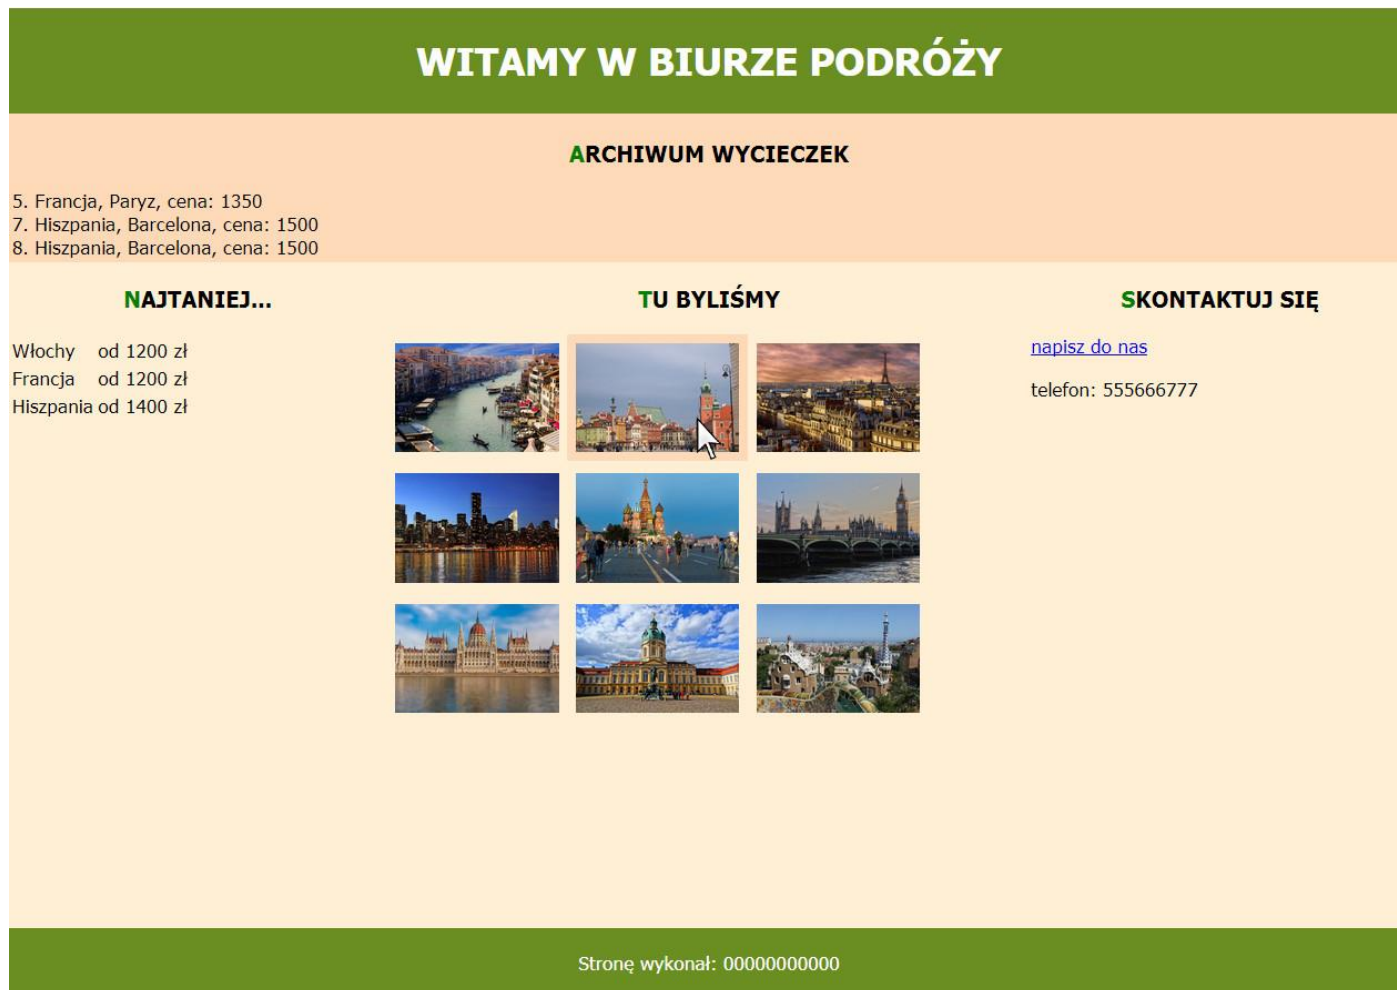 WITAMY W BIURZE PODRÓŻY
ARCHIWUM WYCIECZEK
5. Francja, Paryz, cena: 1350
7. Hiszpania, Barcelona, cena: 1500
8. Hiszpania, Barcelona, cena: 1500
NAJTANIEJ...
Włochy od 1200 zł
Francja od 1200 zł
Hiszpania od 1400 zł
TU BYLIŚMY
SKONTAKTUJ SIĘ
napisz do nas
telefon: 555666777
Stronę wykonał: 00000000000